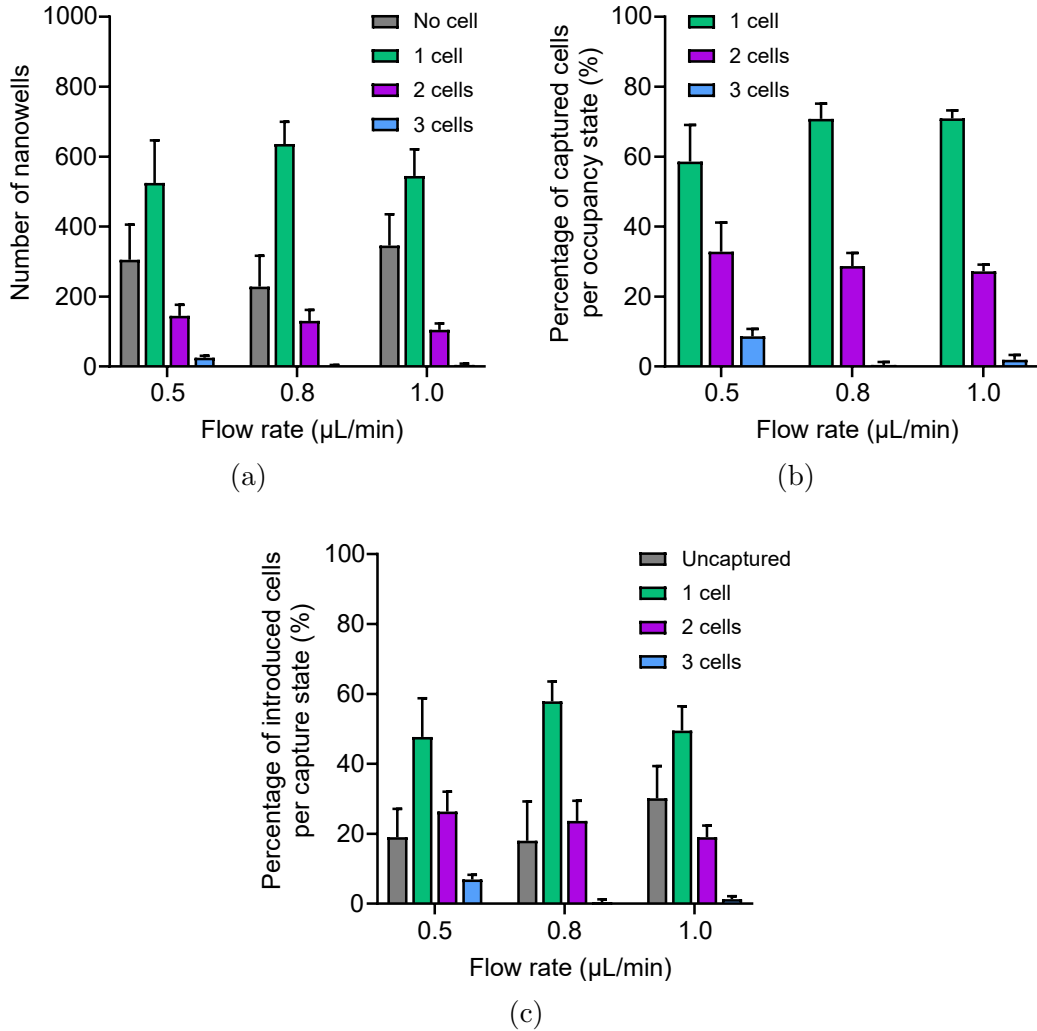 1000
800
600
400
200
0
Number of nanowells
No cell
1 cell
2 cells
3 cells
0.5 0.8 1.0
Flow rate (µL/min)
(a)
100
80
60
40
20
0
Percentage of captured cells
per occupancy state (%)
1 cell
2 cells
3 cells
0.5 0.8 1.0
Flow rate (µL/min)
(b)
100
80
60
40
20
0
Percentage of introduced cells
per capture state (%)
Uncaptured
1 cell
2 cells
3 cells
0.5 0.8 1.0
Flow rate (µL/min)
(c)